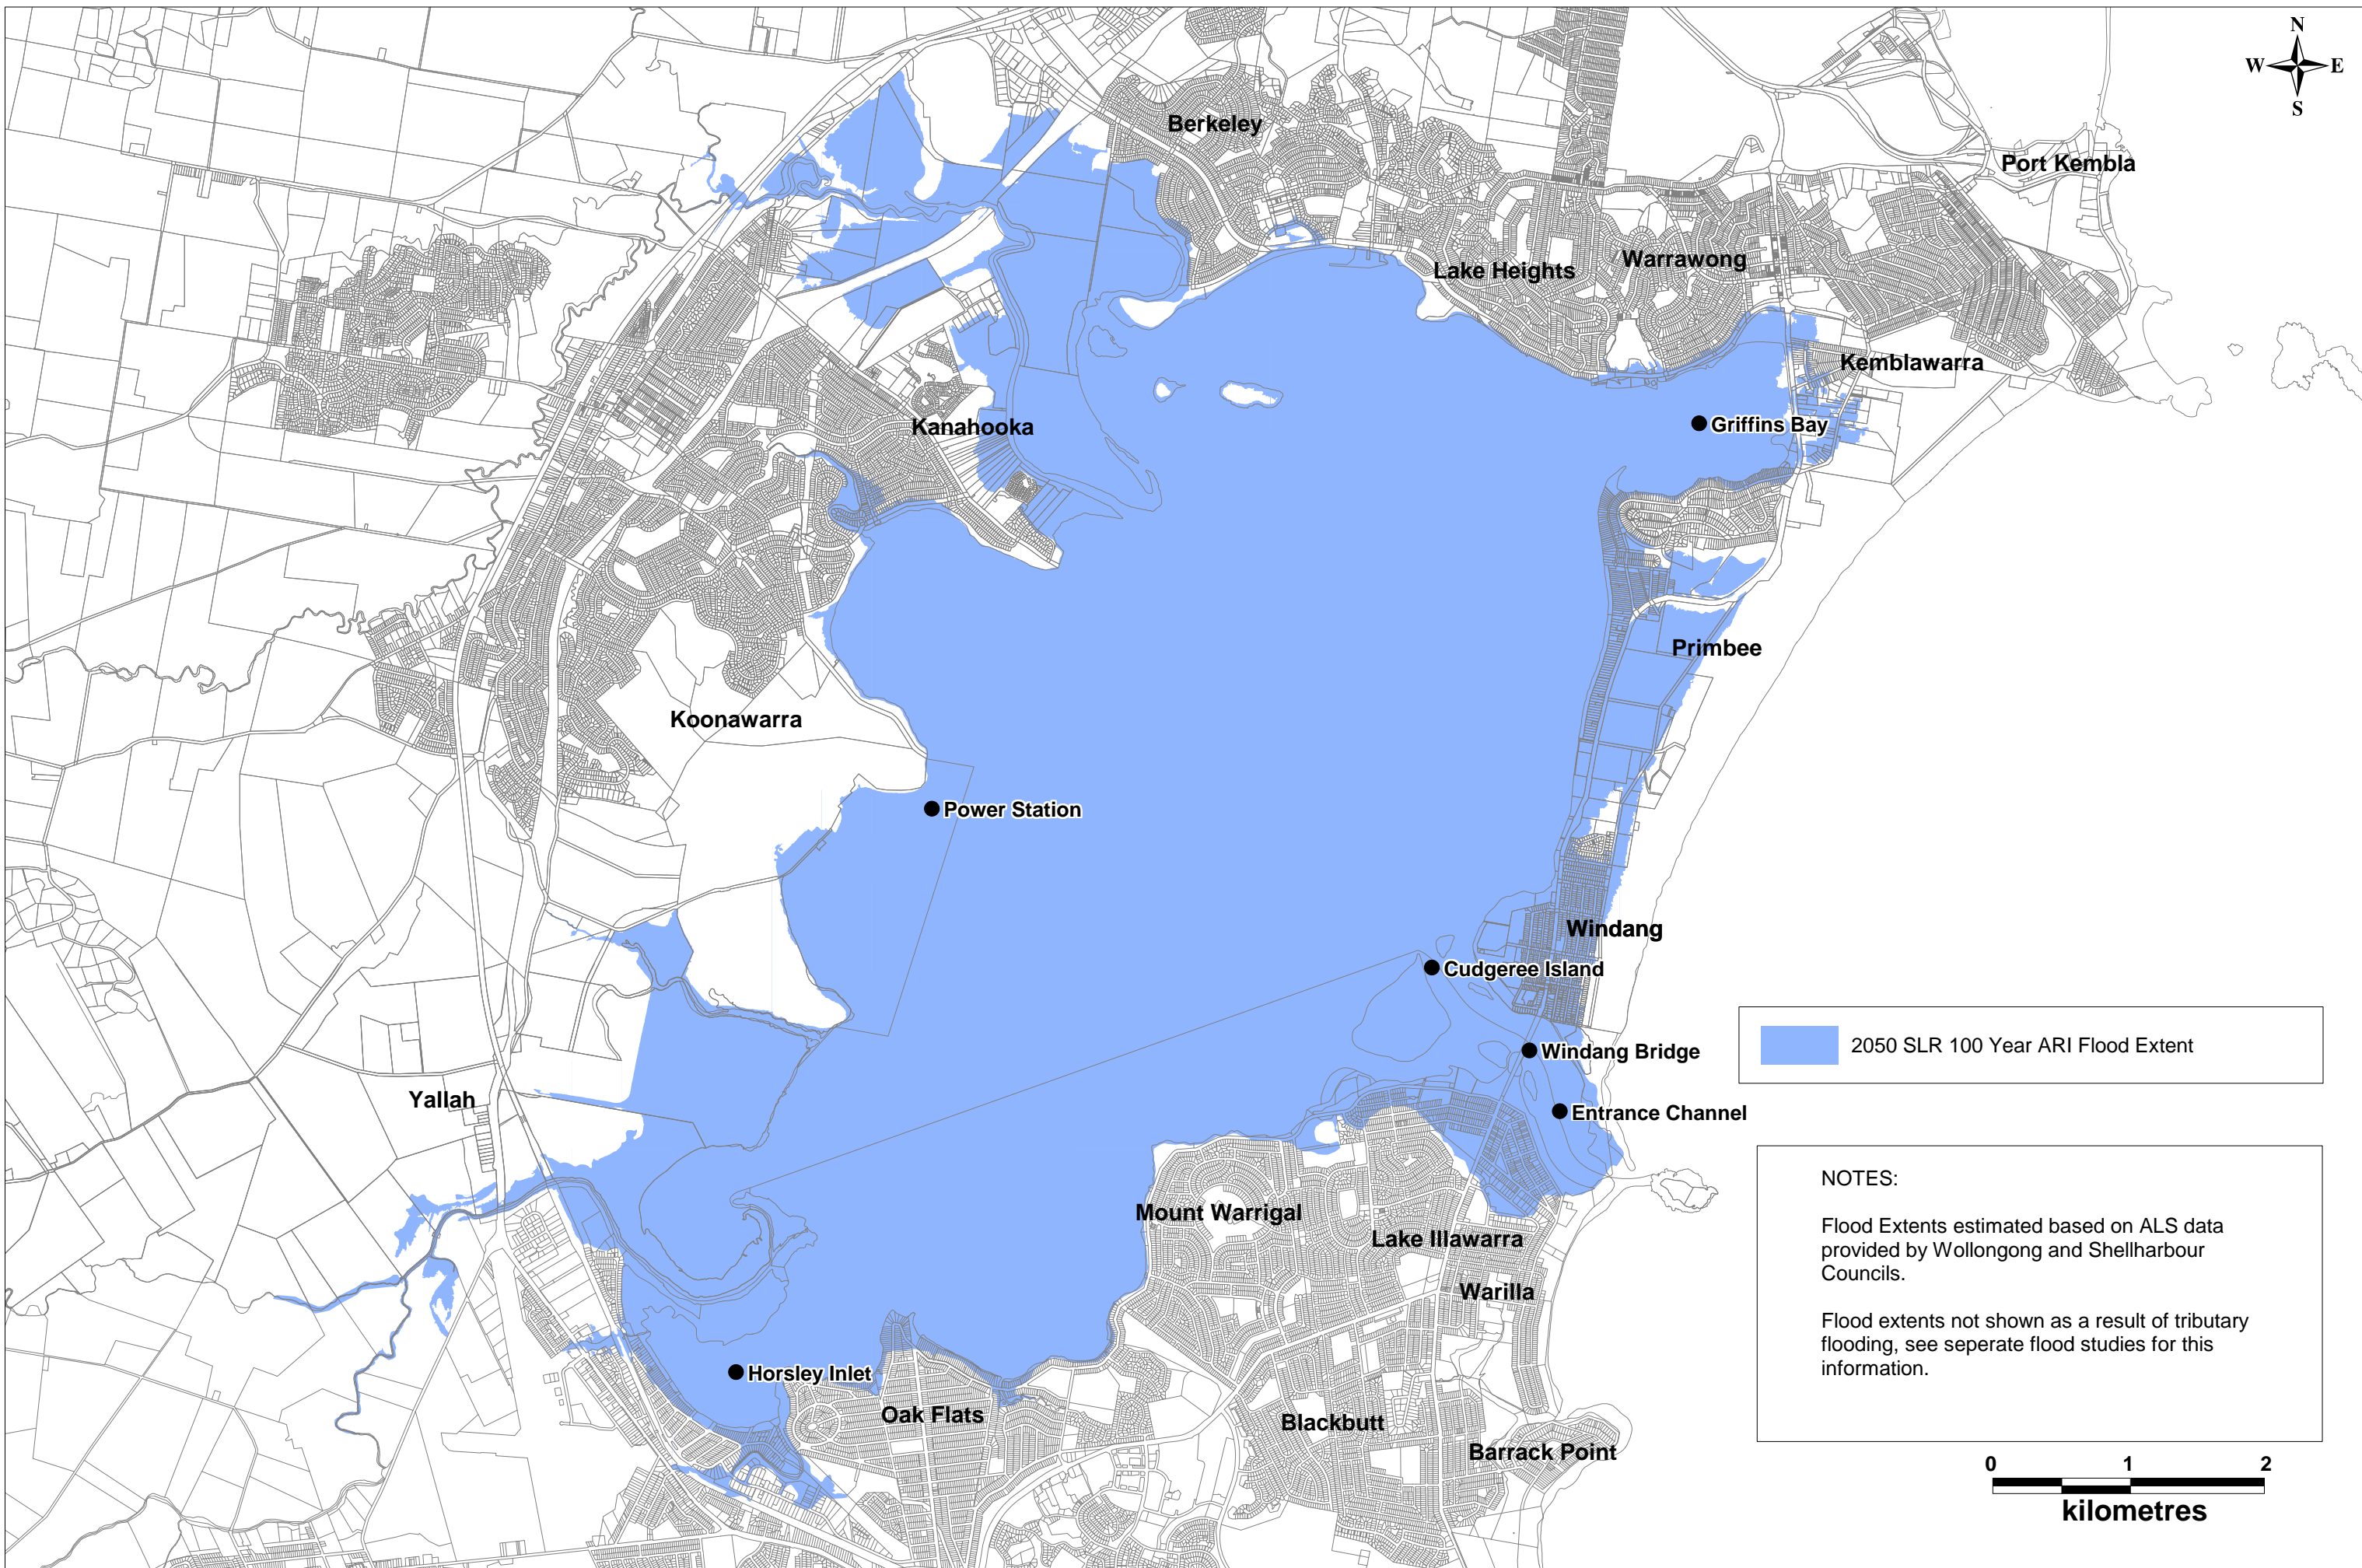 N
W E
S
Berkeley
Port Kembla
Lake Heights
Warrawong
Kemblawarra
Kanahooka
Griffins Bay
Primbee
Koonawarra
Power Station
Windang
Cudgeree Island
2050 SLR 100 Year ARI Flood Extent
Windang Bridge
Yallah
Entrance Channel
NOTES:
Flood Extents estimated based on ALS data
provided by Wollongong and Shellharbour
Councils.
Flood extents not shown as a result of tributary
flooding, see seperate flood studies for this
information.
Mount Warrigal
Lake Illawarra
Warilla
Horsley Inlet
Oak Flats
Blackbutt
Barrack Point
0 1 2
kilometres